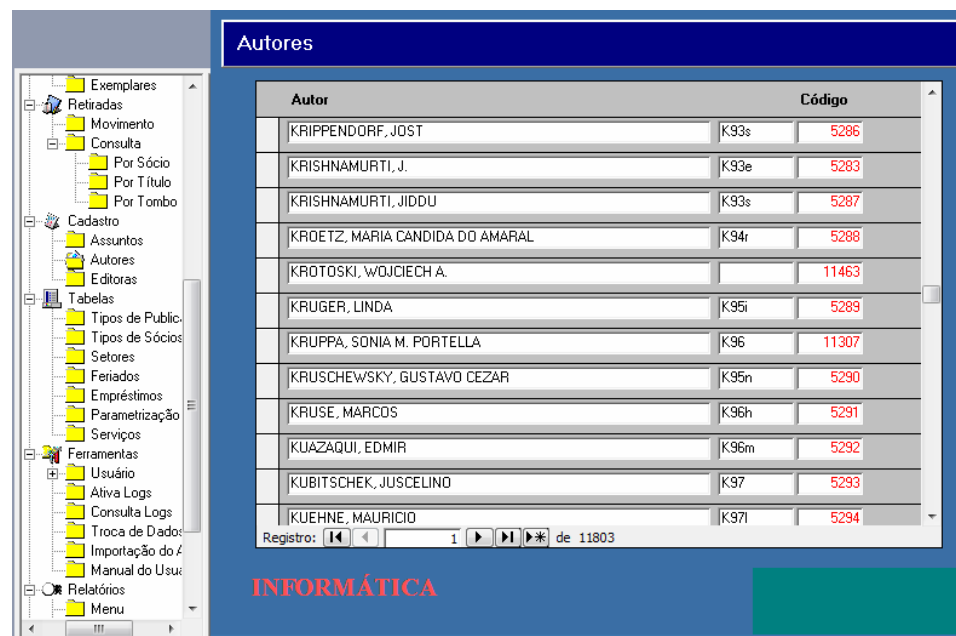 Autores
Exemplares
Retiradas
Movimento
Consulta
Por Sócio
Por Título
Por Tombo
Cadastro
Assuntos
Autores
Editoras
Tabelas
Tipos de Public
Tipos de Sócios
Setores
Feriados
Empréstimos
Parametrização
Serviços
Ferramentas
Usuário
Ativa Logs
Consulta Logs
Troca de Dados
Importação do A
Manual do Usua
Relatórios
Menu
Autor Código
KRIPPENDORF, JOST K93s 5286
KRISHNAMURTI, J. K93e 5283
KRISHNAMURTI, JIDDU K93s 5287
KROETZ, MARIA CANDIDA DO AMARAL K94r 5288
KROTOSKI, WOJCIECH A. 11463
KRUGER, LINDA K95i 5289
KRUPPA, SONIA M. PORTELLA K96 11307
KRUSCHEWSKY, GUSTAVO CEZAR K95n 5290
KRUSE, MARCOS K96h 5291
KUAZAQUI, EDMIR K96m 5292
KUBITSCHEK, JUSCELINO K97 5293
KUEHNE, MAURICIO K97l 5294
Registro: 1 de 11803
INFORMÁTICA